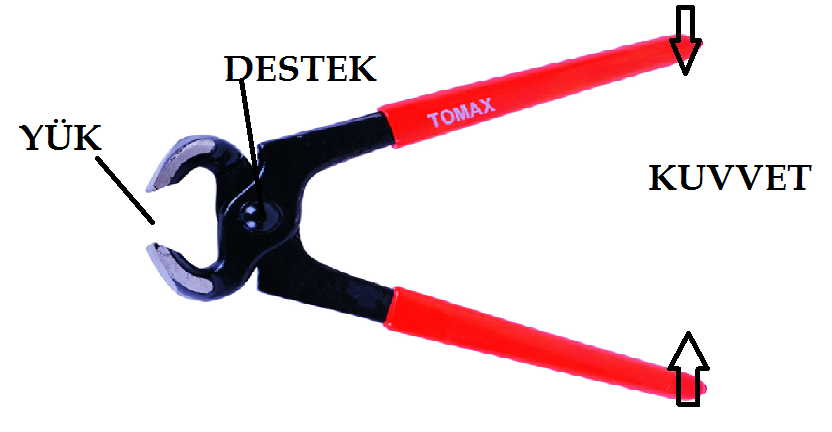 DESTEK
YÜK
TOMAX
KUVVET